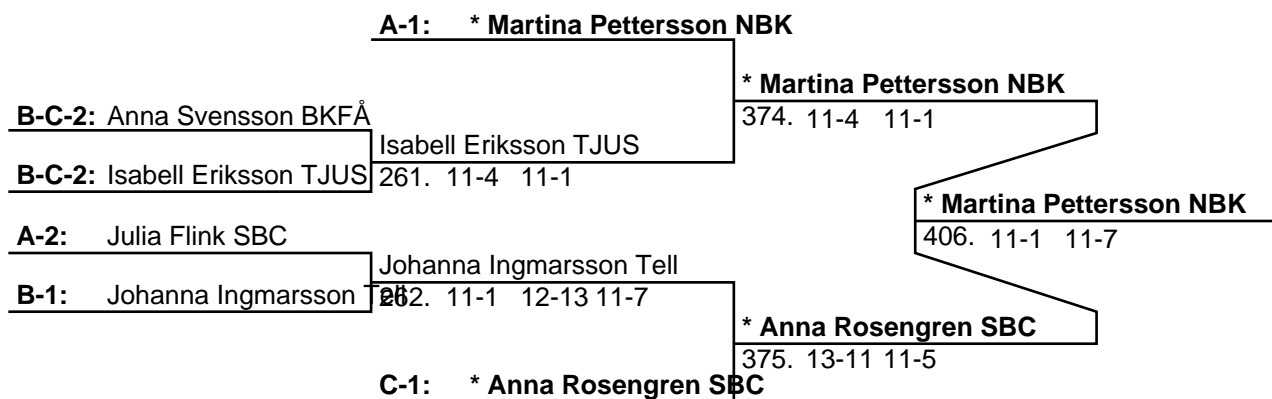 A-1: * Martina Pettersson NBK
* Martina Pettersson NBK
B-C-2: Anna Svensson BKFÅ
374. 11-4 11-1
Isabell Eriksson TJUS
B-C-2: Isabell Eriksson TJUS
261. 11-4 11-1
* Martina Pettersson NBK
A-2: Julia Flink SBC
406. 11-1 11-7
Johanna Ingmarsson Tell
B-1: Johanna Ingmarsson Tell
262. 11-1 12-13 11-7
* Anna Rosengren SBC
375. 13-11 11-5
C-1: * Anna Rosengren SBC